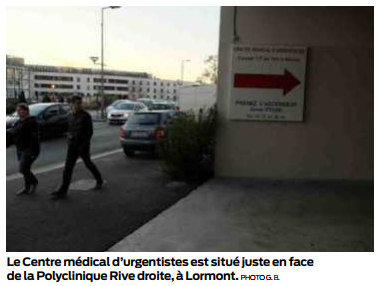 CENTRE MÉDICAL D'URGENTISTES
PRENEZ L'ASCENSEUR
Le Centre médical d'urgentistes est situé juste en face
de la Polyclinique Rive droite, à Lormont. PHOTO G. B.